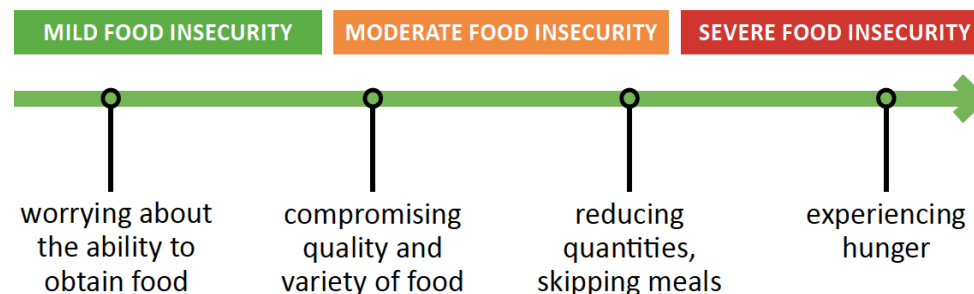 MILD FOOD INSECURITY
MODERATE FOOD INSECURITY
SEVERE FOOD INSECURITY
worrying about
the ability to
obtain food
compromising
quality and
variety of food
reducing
quantities,
skipping meals
experiencing
hunger